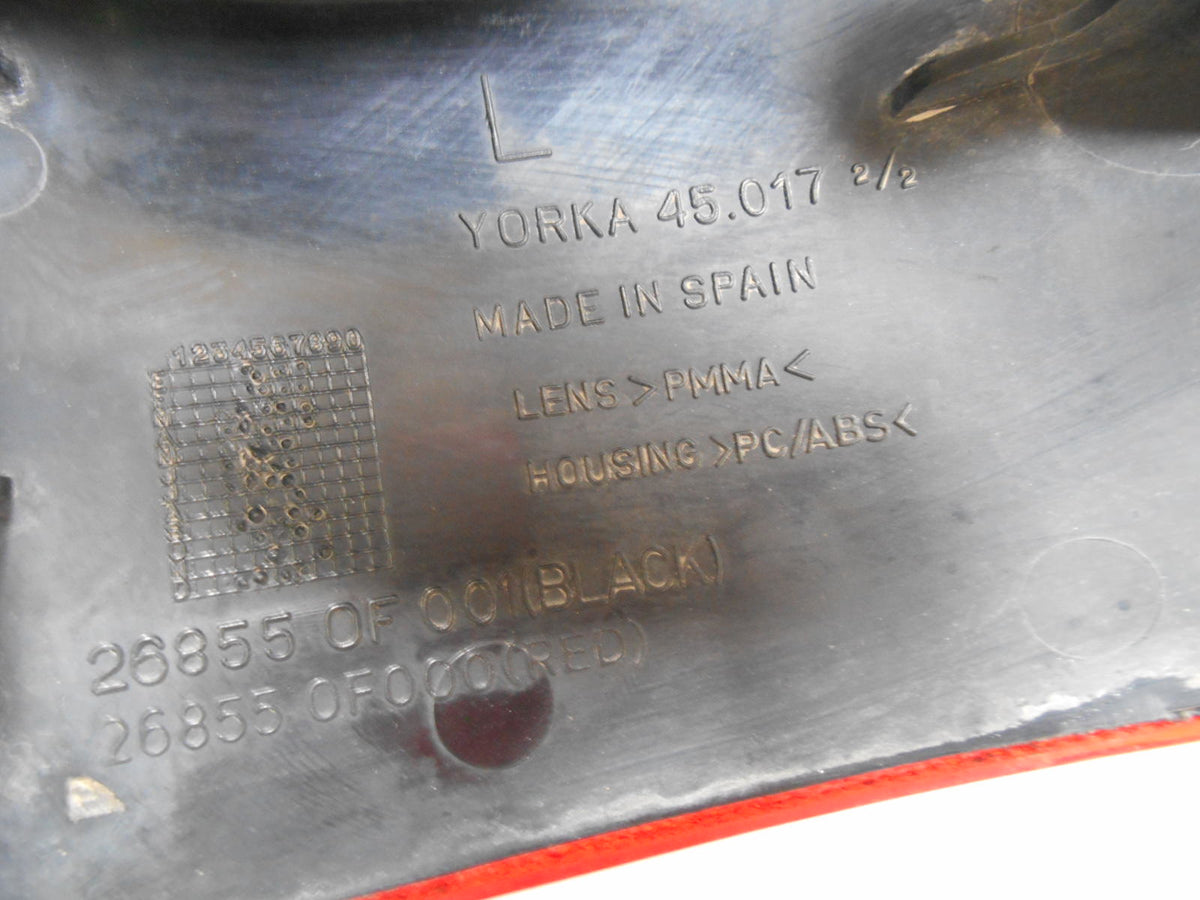 L
YORKA 45.017 2/2
MADE IN SPAIN
LENS >PMMA<
HOUSING >PC/ABS<
1234567890
26855 0F 001(BLACK)
26855 0F000(RED)